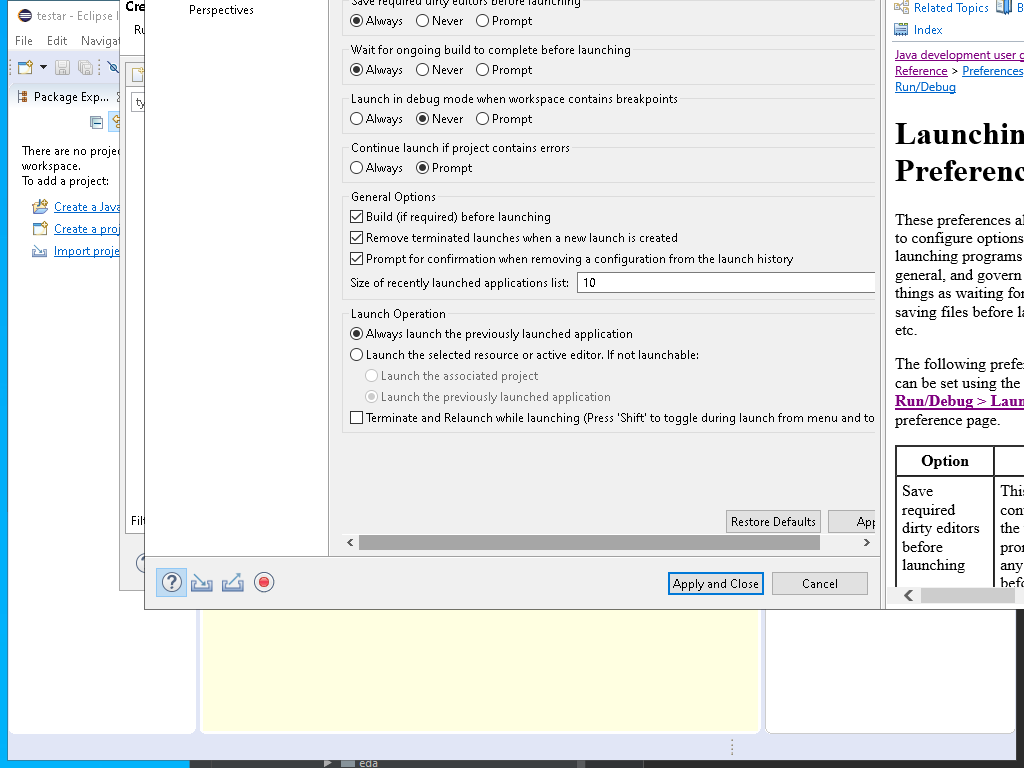 testar - Eclipse I
File Edit Navigat
Package Exp...
There are no projec
workspace.
To add a project:
Create a Java
Create a proj
Import proje
Cre
Ru
ty
Filt
Perspectives
Save required dirty editors before launching
Always Never Prompt
Wait for ongoing build to complete before launching
Always Never Prompt
Launch in debug mode when workspace contains breakpoints
Always Never Prompt
Continue launch if project contains errors
Always Prompt
General Options
Build (if required) before launching
Remove terminated launches when a new launch is created
Prompt for confirmation when removing a configuration from the launch history
Size of recently launched applications list: 10
Launch Operation
Always launch the previously launched application
Launch the selected resource or active editor. If not launchable:
Launch the associated project
Launch the previously launched application
Terminate and Relaunch while launching (Press 'Shift' to toggle during launch from menu and to
Restore Defaults App
Apply and Close Cancel
Related Topics B
Index
Java development user g
Reference > Preferences
Run/Debug
Launchin
Preferenc
These preferences al
to configure options
launching programs
general, and govern
things as waiting for
saving files before la
etc.
The following prefer
can be set using the
Run/Debug > Laun
preference page.
Option
Save
required
dirty editors
before
launching
This
cont
the
pror
any
befo
eda